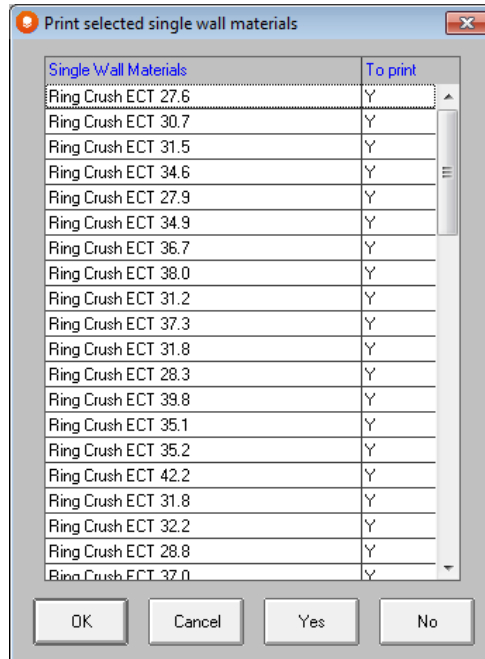 Print selected single wall materials
Single Wall Materials To print
Ring Crush ECT 27.6 Y
Ring Crush ECT 30.7 Y
Ring Crush ECT 31.5 Y
Ring Crush ECT 34.6 Y
Ring Crush ECT 27.9 Y
Ring Crush ECT 34.9 Y
Ring Crush ECT 36.7 Y
Ring Crush ECT 38.0 Y
Ring Crush ECT 31.2 Y
Ring Crush ECT 37.3 Y
Ring Crush ECT 31.8 Y
Ring Crush ECT 28.3 Y
Ring Crush ECT 39.8 Y
Ring Crush ECT 35.1 Y
Ring Crush ECT 35.2 Y
Ring Crush ECT 42.2 Y
Ring Crush ECT 31.8 Y
Ring Crush ECT 32.2 Y
Ring Crush ECT 28.8 Y
Ring Crush ECT 37.0 Y
OK Cancel Yes No